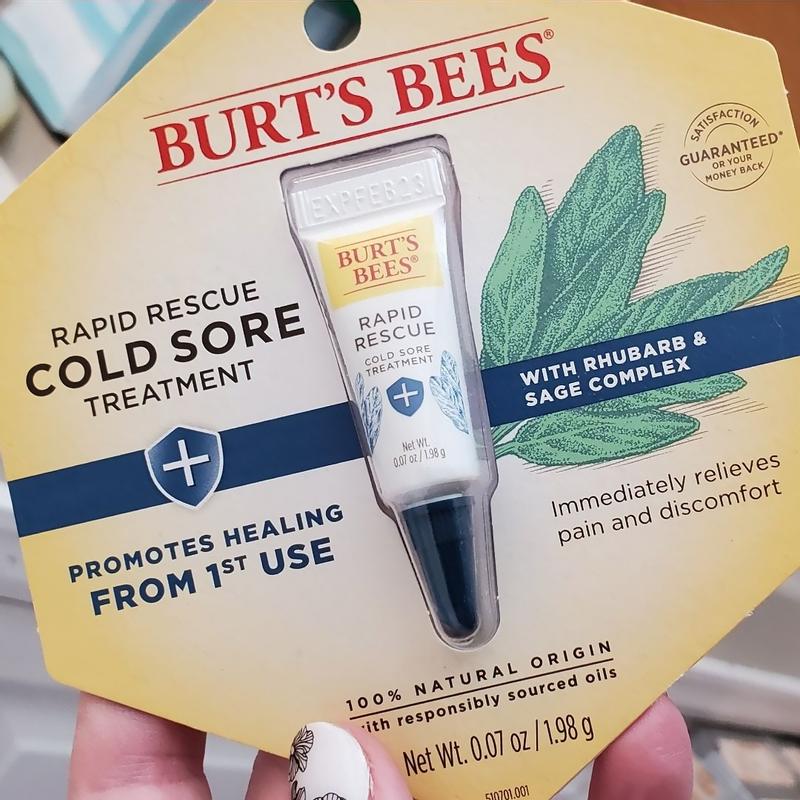 BURT'S BEES®
SATISFACTION
GUARANTEED*
OR YOUR
MONEY BACK
EXPFEB23
BURT'S
BEES®
RAPID
RESCUE
COLD SORE
TREATMENT
Net Wt.
0.07 oz / 1.98 g
RAPID RESCUE
COLD SORE
TREATMENT
WITH RHUBARB &
SAGE COMPLEX
PROMOTES HEALING
FROM 1ST USE
Immediately relieves
pain and discomfort
100% NATURAL ORIGIN
with responsibly sourced oils
Net Wt. 0.07 oz / 1.98 g
510701.001